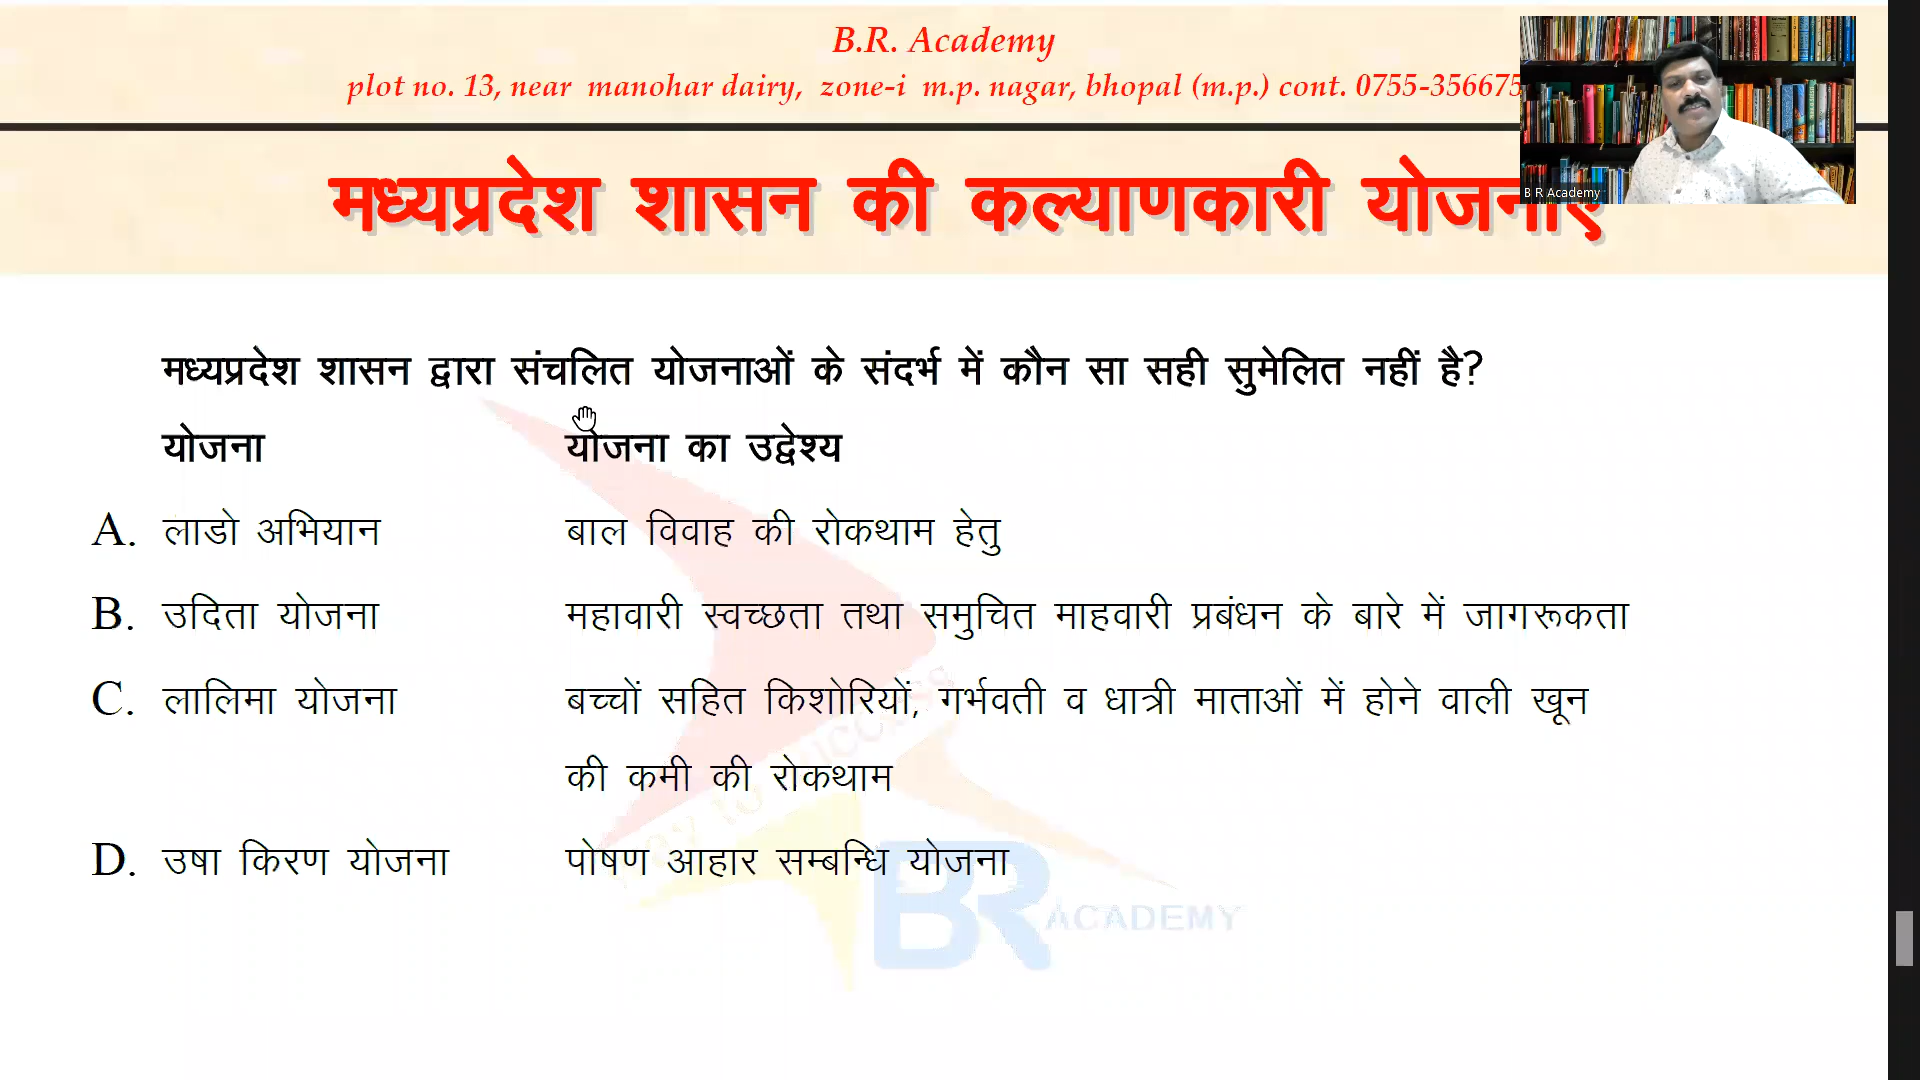 B.R. Academy
plot no. 13, near manohar dairy, zone-i m.p. nagar, bhopal (m.p.) cont. 0755-356675
B R Academy
मध्यप्रदेश शासन की कल्याणकारी योजनाएं
मध्यप्रदेश शासन द्वारा संचलित योजनाओं के संदर्भ में कौन सा सही सुमेलित नहीं है?
योजना योजना का उद्वेश्य
A. लाडो अभियान बाल विवाह की रोकथाम हेतु
B. उदिता योजना महावारी स्वच्छता तथा समुचित माहवारी प्रबंधन के बारे में जागरूकता
C. लालिमा योजना बच्चों सहित किशोरियों, गर्भवती व धात्री माताओं में होने वाली खून
की कमी की रोकथाम
D. उषा किरण योजना पोषण आहार सम्बन्धि योजना
BR ACADEMY